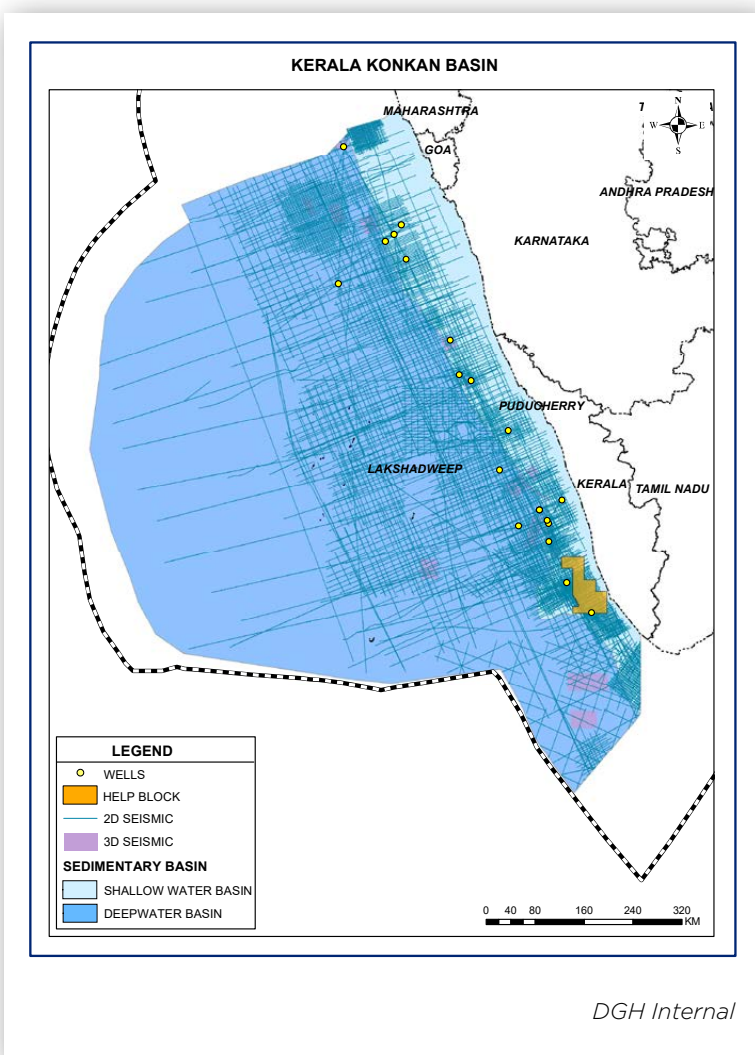 KERALA KONKAN BASIN
MAHARASHTRA
GOA
N
W E
S
ANDHRA PRADESH
KARNATAKA
PUDUCHERRY
LAKSHADWEEP
KERALA
TAMIL NADU
LEGEND
WELLS
HELP BLOCK
2D SEISMIC
3D SEISMIC
SEDIMENTARY BASIN
SHALLOW WATER BASIN
DEEPWATER BASIN
0 40 80 160 240 320
KM
DGH Internal